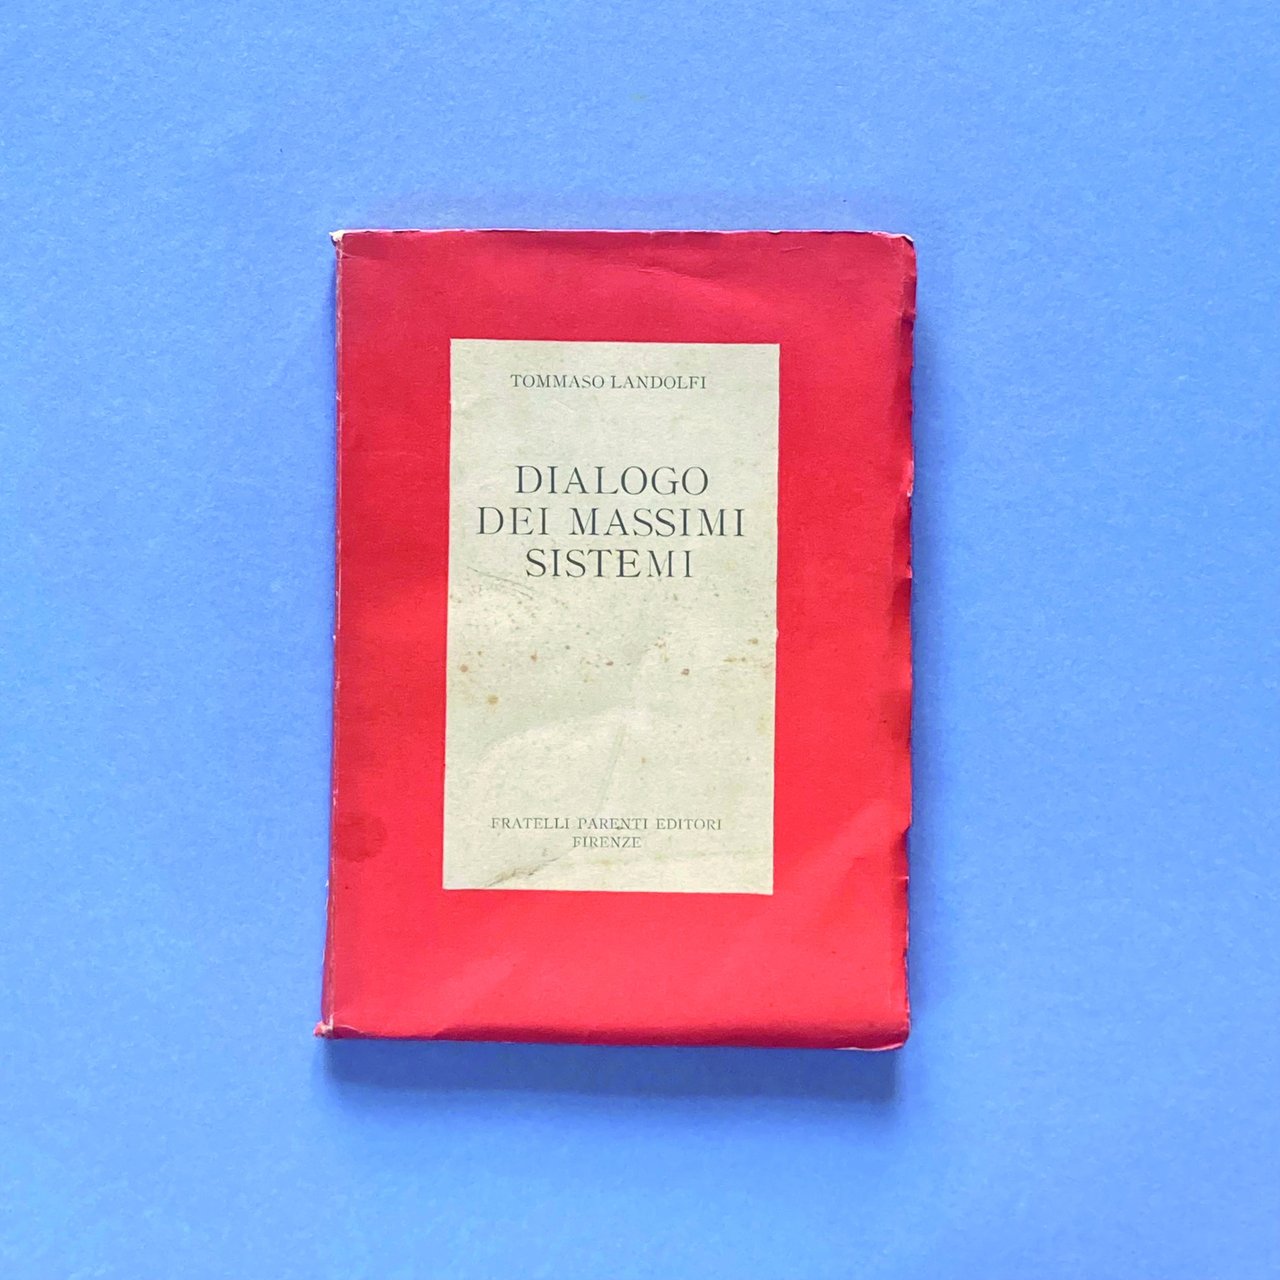 TOMMASO LANDOLFI
DIALOGO
DEI MASSIMI
SISTEMI
FRATELLI PARENTI EDITORI
FIRENZE